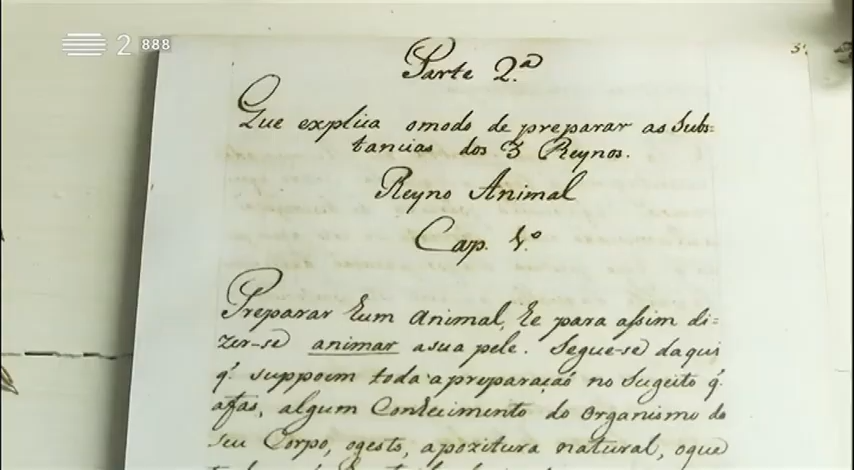 2 888
5
Parte 2.ª
Que explica omodo de preparar as Subs=
tancias dos 3 Reynos.
Reyno Animal
Cap. 1.º
Preparar hum animal, he para assim di=
zer-se animar asua pele. Segue-se daqui
q. suppoem toda apreparação no Sugeito q.
afas, algum Conhecimento do Organismo do
seu Corpo, ogesto, apozitura natural, oque